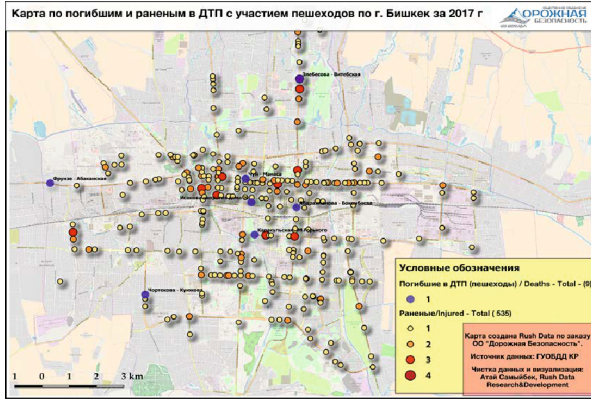 Карта по погибшим и раненым в ДТП с участием пешеходов по г. Бишкек за 2017 г
ДОРОЖНАЯ
БЕЗОПАСНОСТЬ
Элебесова - Витебская
Фрунзе - Абаканская
Манаса
Чортекова - Куюкова
Условные обозначения
Погибшие в ДТП (пешеходы) / Deaths - Total - (9)
1
Раненые/Injured - Total ( 535)
1
2
3
4
Карта создана Rush Data по заказу
ОО "Дорожная Безопасность".
Источник данных: ГУОБДД КР
Чистка данных и визуализация:
Атай Самыйбек, Rush Data
Research&Development
1 0 1 2 3 km